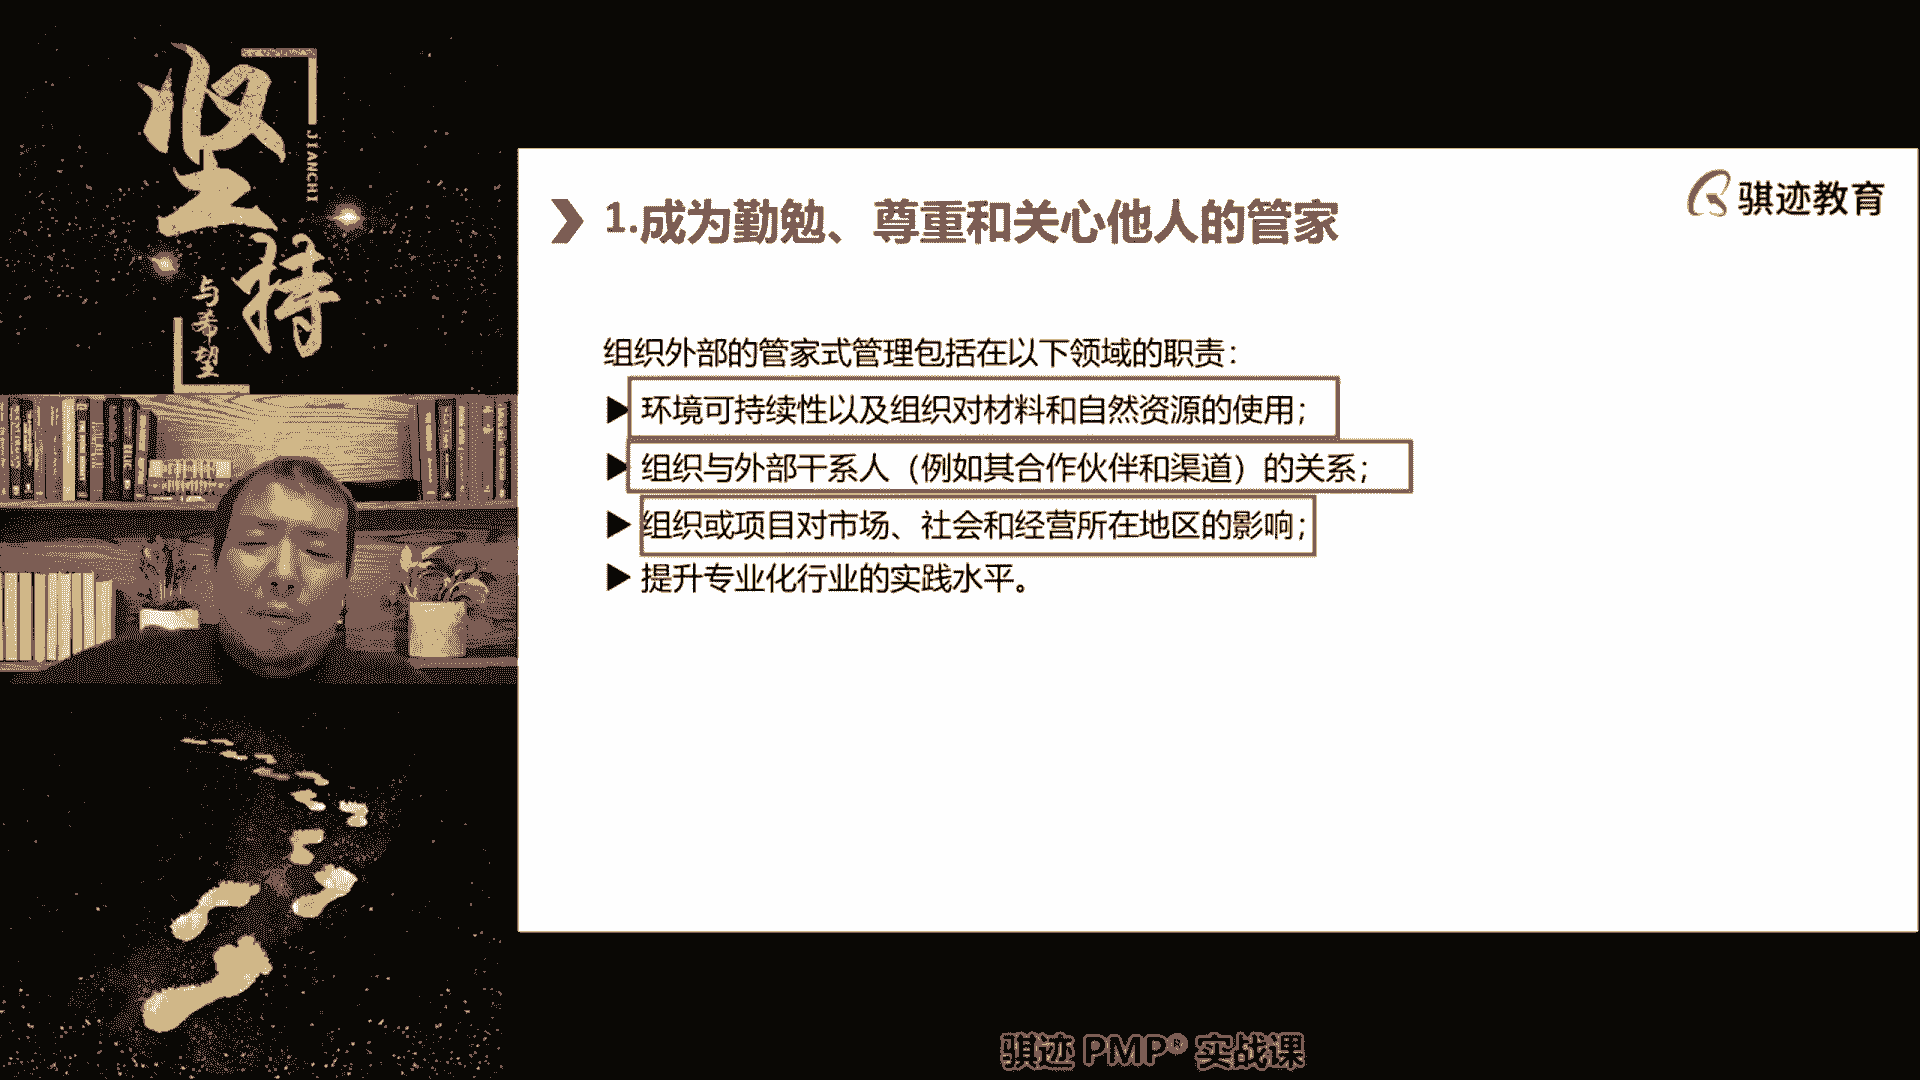 坚持
JIANCHI
与希望
骐迹教育
1.成为勤勉、尊重和关心他人的管家
组织外部的管家式管理包括在以下领域的职责：
▶环境可持续性以及组织对材料和自然资源的使用；
▶组织与外部干系人（例如其合作伙伴和渠道）的关系；
▶组织或项目对市场、社会和经营所在地区的影响；
▶提升专业化行业的实践水平。
骐迹 PMP® 实战课